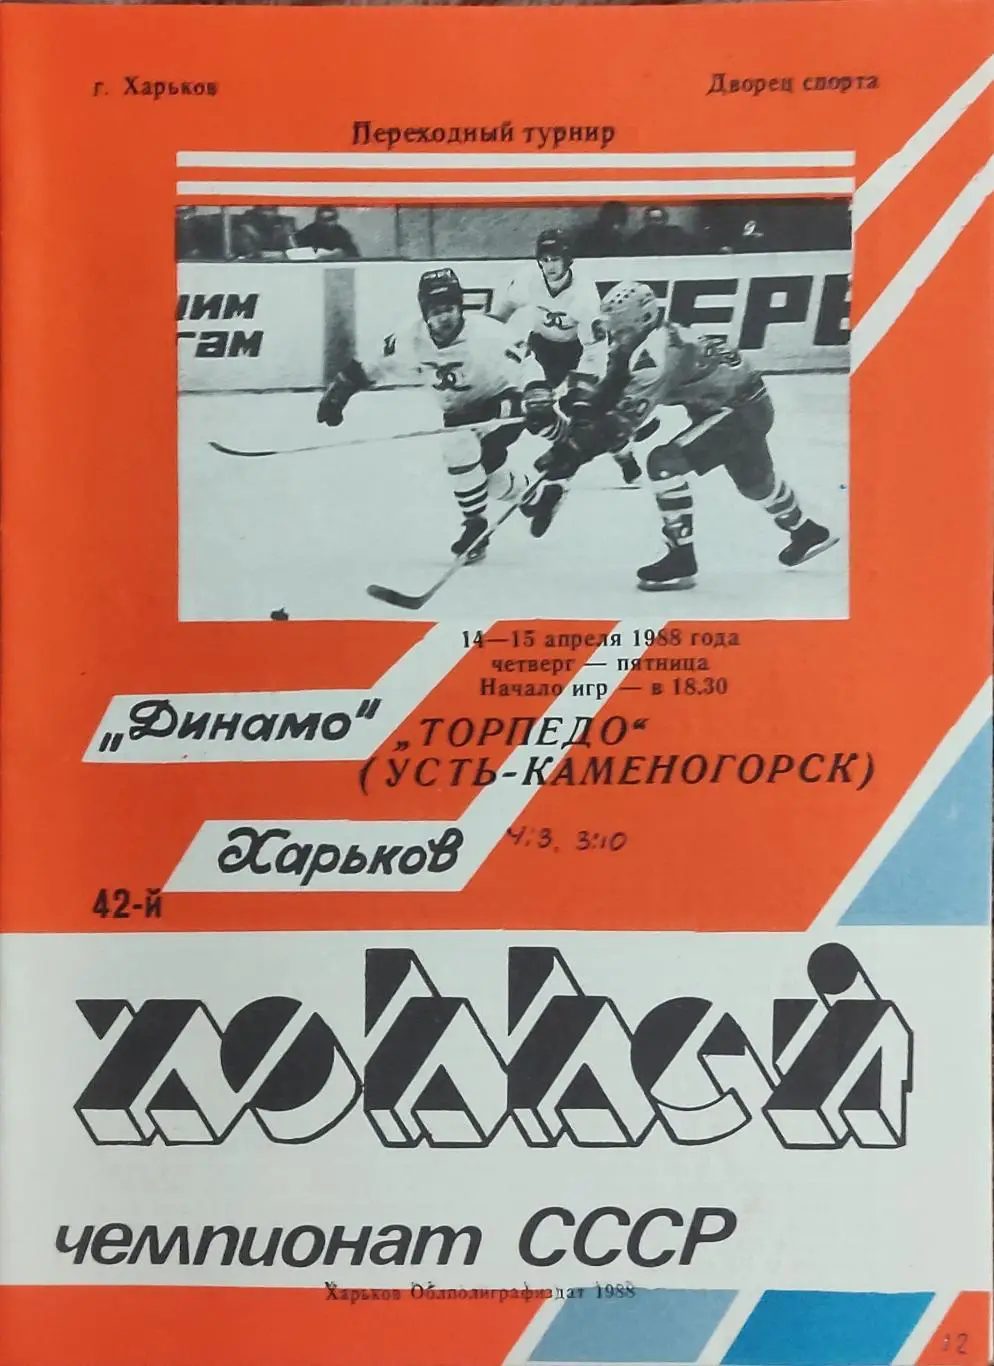 г. Харьков
Дворец спорта
Переходный турнир
14—15 апреля 1988 года
четверг — пятница
Начало игр — в 18.30
„Динамо"
„ТОРПЕДО“
(УСТЬ-КАМЕНОГОРСК)
Харьков
4:3, 3:10
42-й
хоккей
чемпионат СССР
Харьков Облполиграфиздат 1988